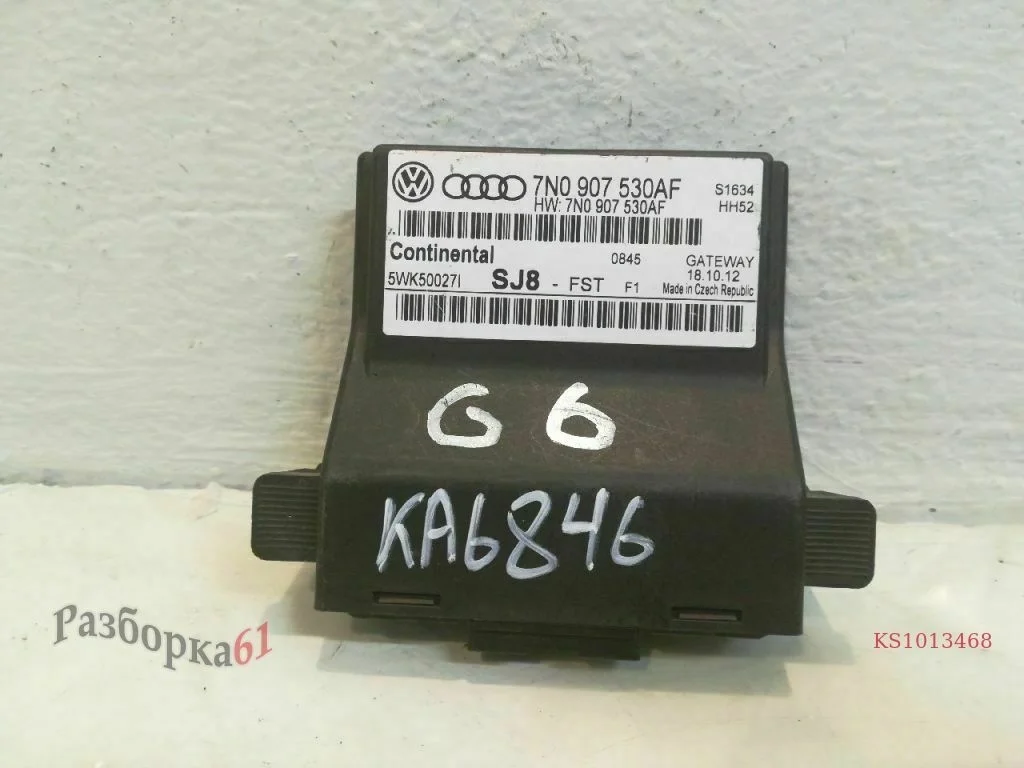 7N0 907 530AF S1634
HW: 7N0 907 530AF HH52
Continental 0845 GATEWAY
18.10.12
5WK50027I SJ8 - FST F1 Made in Czech Republic
G 6
KA6846
Разборка61
KS1013468